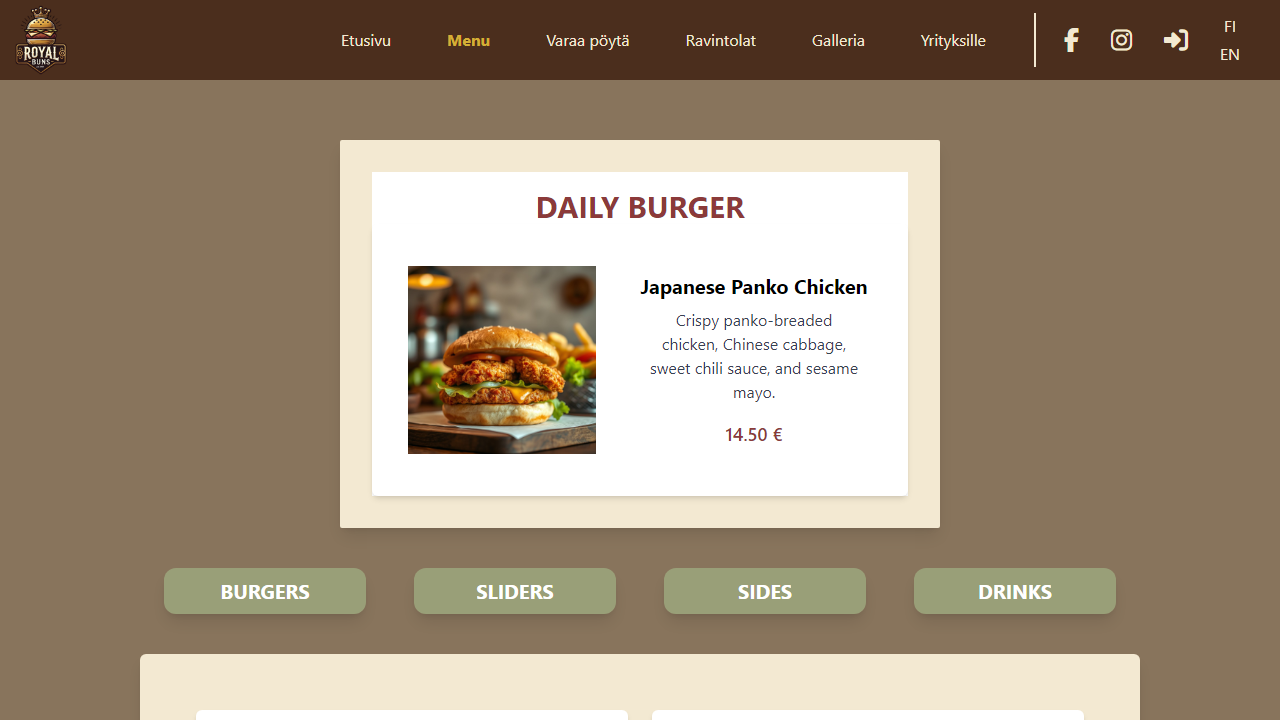 ROYAL
BUNS
Etusivu
Menu
Varaa pöytä
Ravintolat
Galleria
Yrityksille
FI
EN
DAILY BURGER
Japanese Panko Chicken
Crispy panko-breaded
chicken, Chinese cabbage,
sweet chili sauce, and sesame
mayo.
14.50 €
BURGERS
SLIDERS
SIDES
DRINKS